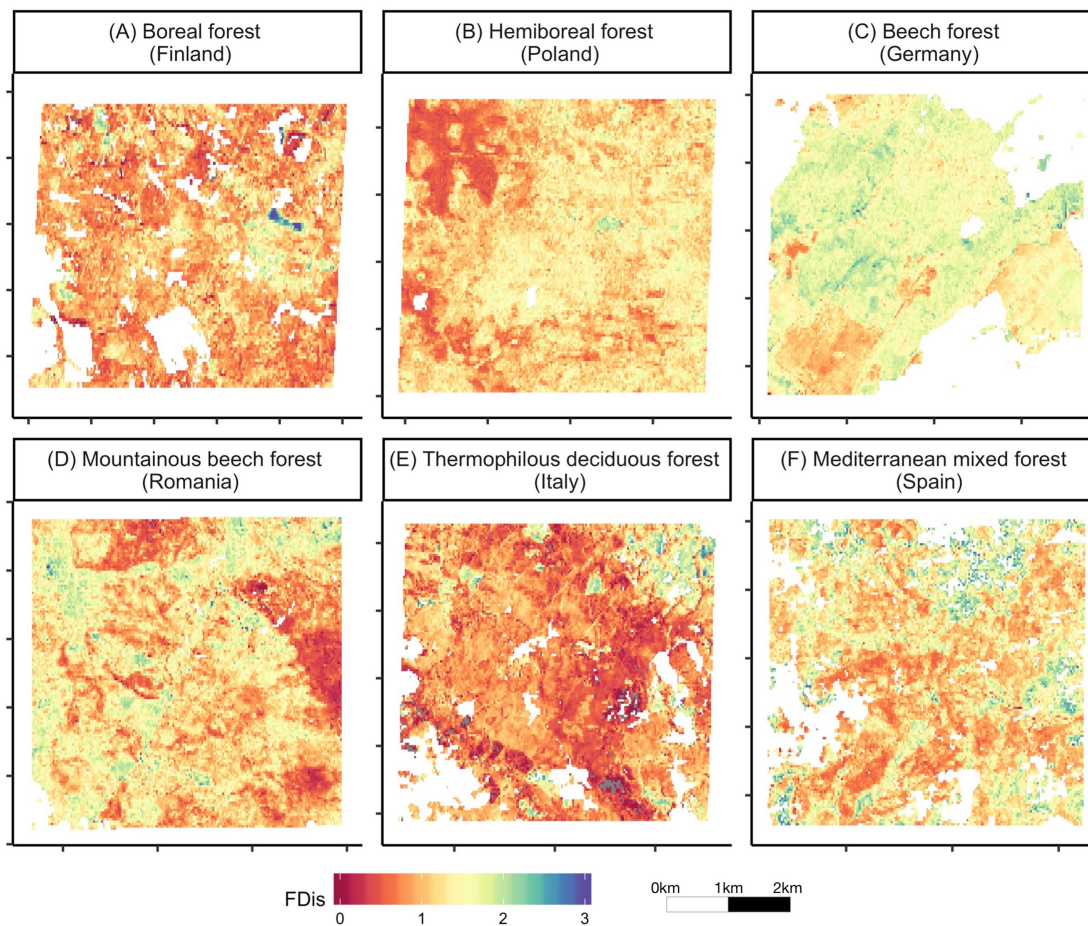 (A) Boreal forest
(Finland)
(B) Hemiboreal forest
(Poland)
(C) Beech forest
(Germany)
(D) Mountainous beech forest
(Romania)
(E) Thermophilous deciduous forest
(Italy)
(F) Mediterranean mixed forest
(Spain)
FDis
0 1 2 3
0km 1km 2km